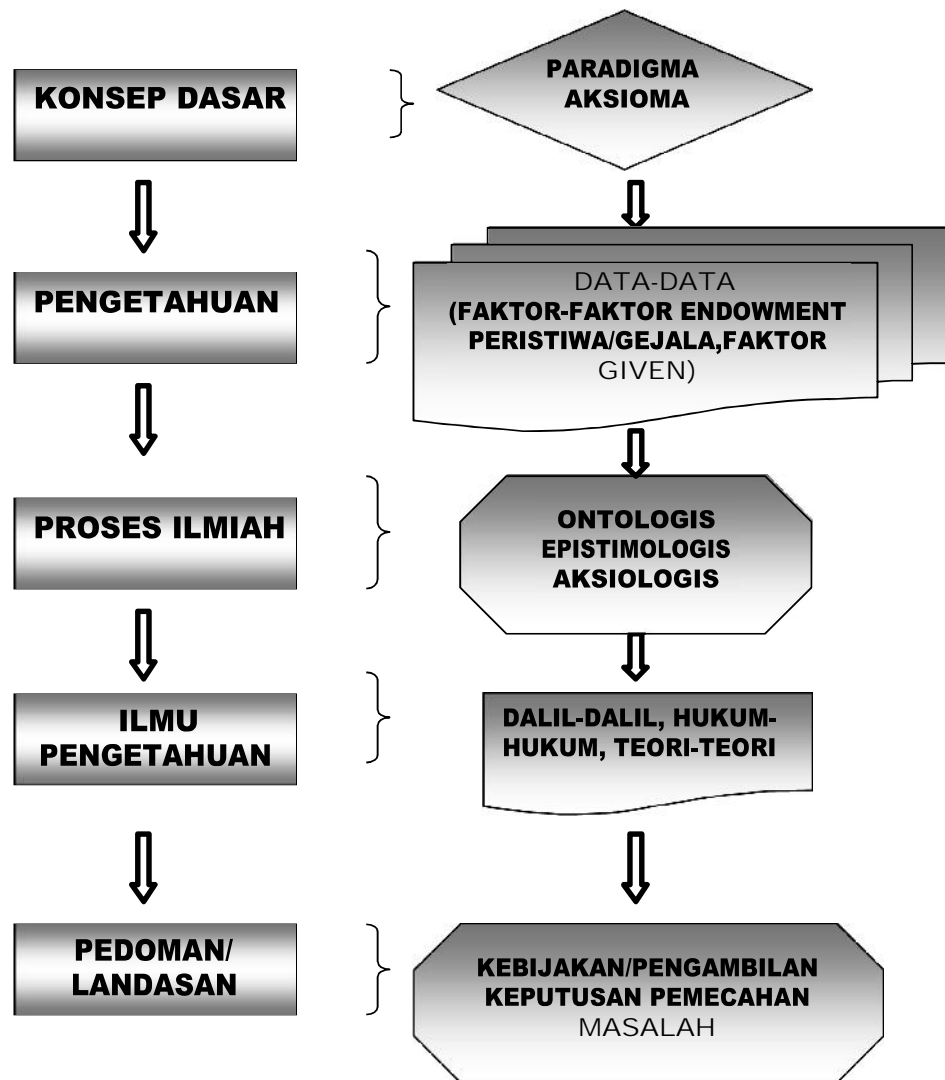 KONSEP DASAR
PARADIGMA
AKSIOMA
PENGETAHUAN
DATA-DATA
(FAKTOR-FAKTOR ENDOWMENT
PERISTIWA/GEJALA,FAKTOR
GIVEN)
PROSES ILMIAH
ONTOLOGIS
EPISTIMOLOGIS
AKSIOLOGIS
ILMU
PENGETAHUAN
DALIL-DALIL, HUKUM-
HUKUM, TEORI-TEORI
PEDOMAN/
LANDASAN
KEBIJAKAN/PENGAMBILAN
KEPUTUSAN PEMECAHAN
MASALAH